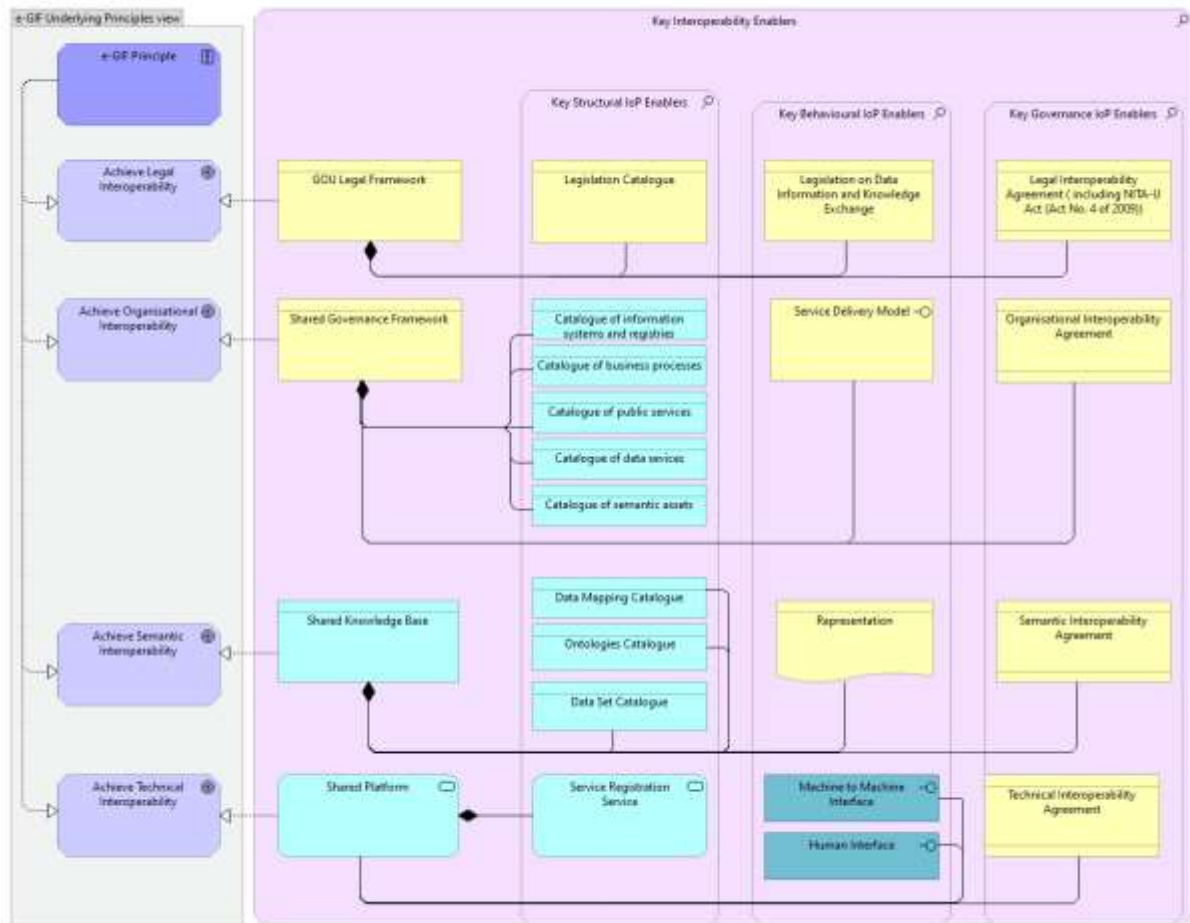 e-GIF Underlying Principles view
Key Interoperability Enablers
e-GIF Principle
Key Structural IoP Enablers
Key Behavioural IoP Enablers
Key Governance IoP Enablers
Achieve Legal
Interoperability
GOU Legal Framework
Legislation Catalogue
Legislation on Data
Information and Knowledge
Exchange
Legal Interoperability
Agreement ( including NITA-U
Act (Act No. 4 of 2009))
Achieve Organisational
Interoperability
Shared Governance Framework
Catalogue of information
systems and registries
Catalogue of business processes
Catalogue of public services
Catalogue of data sevices
Catalogue of semantic assets
Service Delivery Model
Organisational Interoperability
Agreement
Achieve Semantic
Interoperability
Shared Knowledge Base
Data Mapping Catalogue
Ontologies Catalogue
Data Set Catalogue
Representation
Semantic Interoperability
Agreement
Achieve Technical
Interoperability
Shared Platform
Service Registration
Service
Machine to Machine
Interface
Human Interface
Technical Interoperability
Agreement